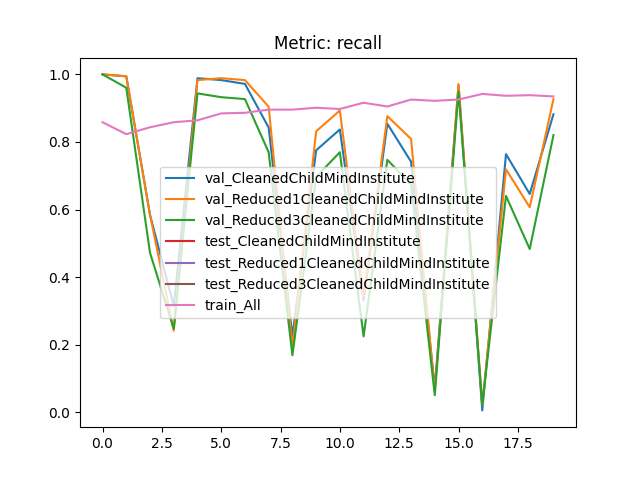 Metric: recall
1.0
0.8
0.6
0.4
0.2
0.0
val_CleanedChildMindInstitute
val_Reduced1CleanedChildMindInstitute
val_Reduced3CleanedChildMindInstitute
test_CleanedChildMindInstitute
test_Reduced1CleanedChildMindInstitute
test_Reduced3CleanedChildMindInstitute
train_All
0.0 2.5 5.0 7.5 10.0 12.5 15.0 17.5